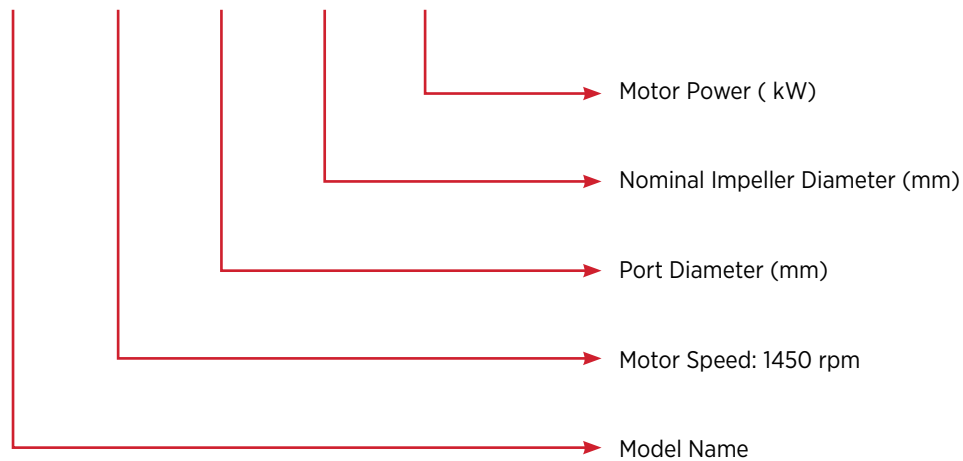 Motor Power ( kW)
Nominal Impeller Diameter (mm)
Port Diameter (mm)
Motor Speed: 1450 rpm
Model Name